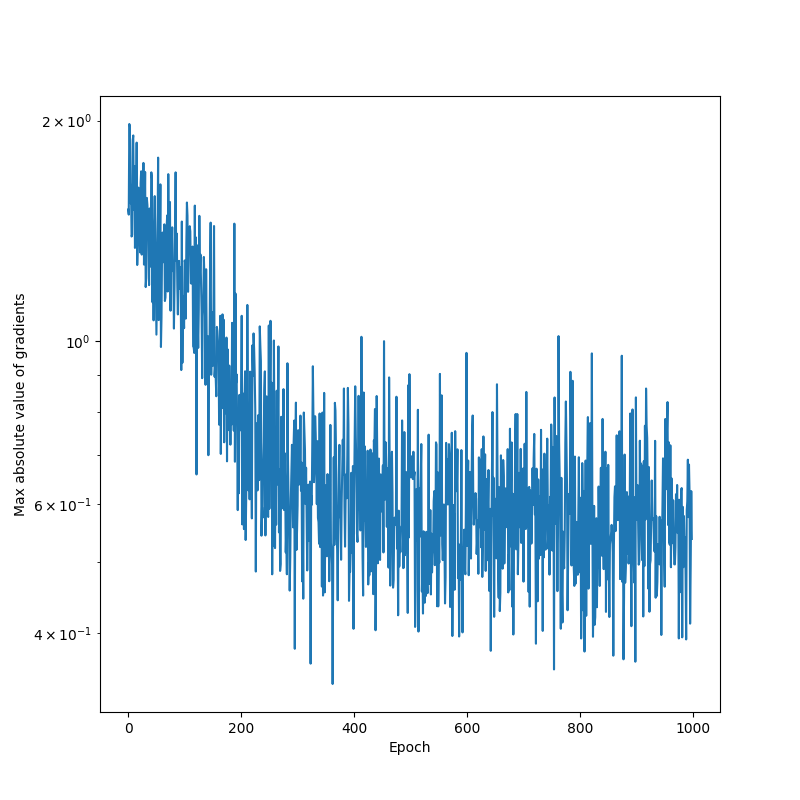 2 × 10⁰
10⁰
6 × 10⁻¹
4 × 10⁻¹
Max absolute value of gradients
0 200 400 600 800 1000
Epoch